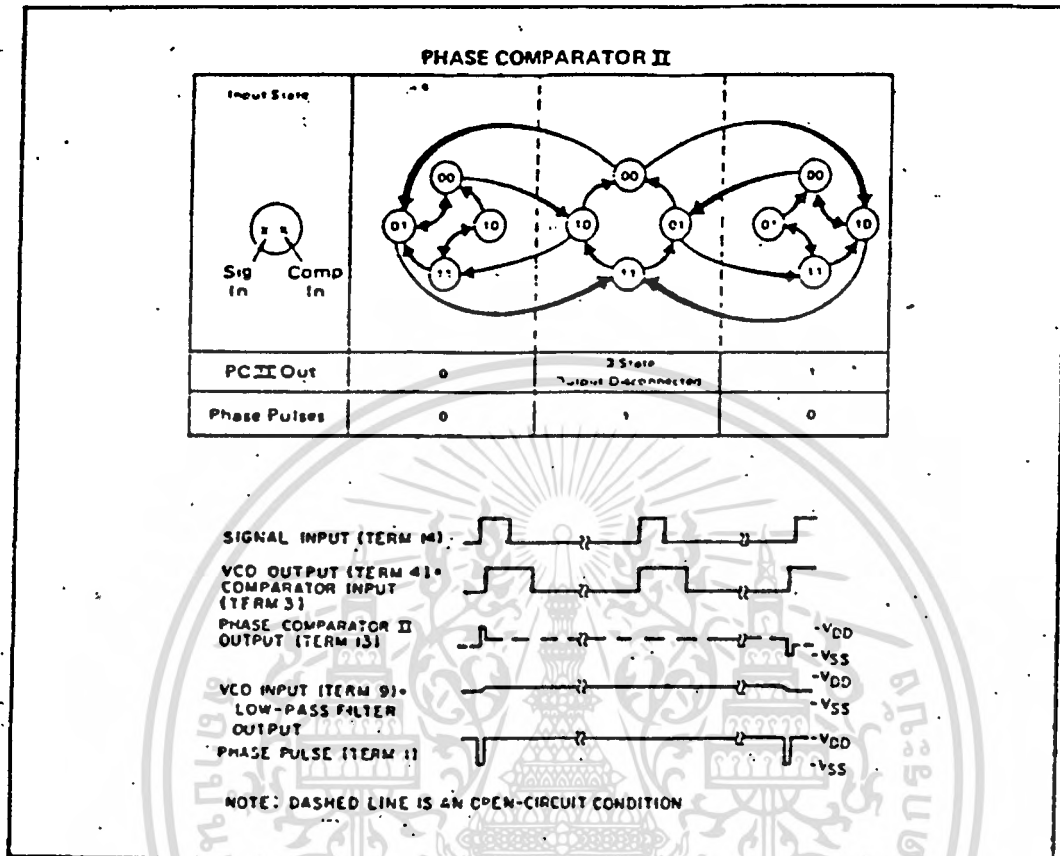 PHASE COMPARATOR II
Input State
x x
Sig In
Comp In
00
01
10
11
00
10
01
11
00
01
10
11
PC II Out
0
3 State
Output Disconnected
1
Phase Pulses
0
1
0
SIGNAL INPUT (TERM 14)
VCO OUTPUT (TERM 4)=
COMPARATOR INPUT
(TERM 3)
PHASE COMPARATOR II
OUTPUT (TERM 13)
-VDD
-VSS
VCO INPUT (TERM 9)=
LOW-PASS FILTER
OUTPUT
-VDD
-VSS
PHASE PULSE (TERM 1)
-VDD
-VSS
NOTE: DASHED LINE IS AN OPEN-CIRCUIT CONDITION